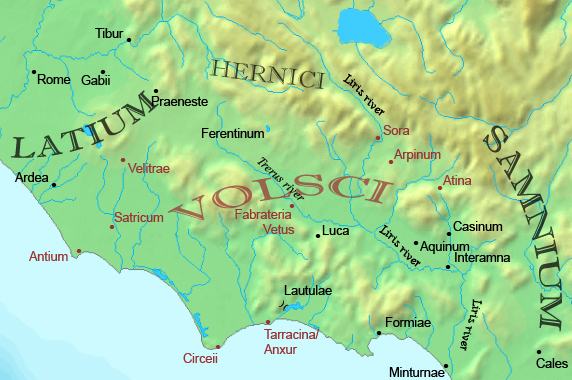 Tibur
HERNICI
Rome
Gabii
Liris river
Praeneste
LATIUM
Ferentinum
Sora
SAMNIUM
Arpinum
Velitrae
Trerus river
Ardea
VOLSCI
Atina
Satricum
Fabrateria
Vetus
Luca
Casinum
Liris river
Aquinum
Antium
Interamna
Lautulae
Liris river
Formiae
Tarracina/
Anxur
Circeii
Cales
Minturnae